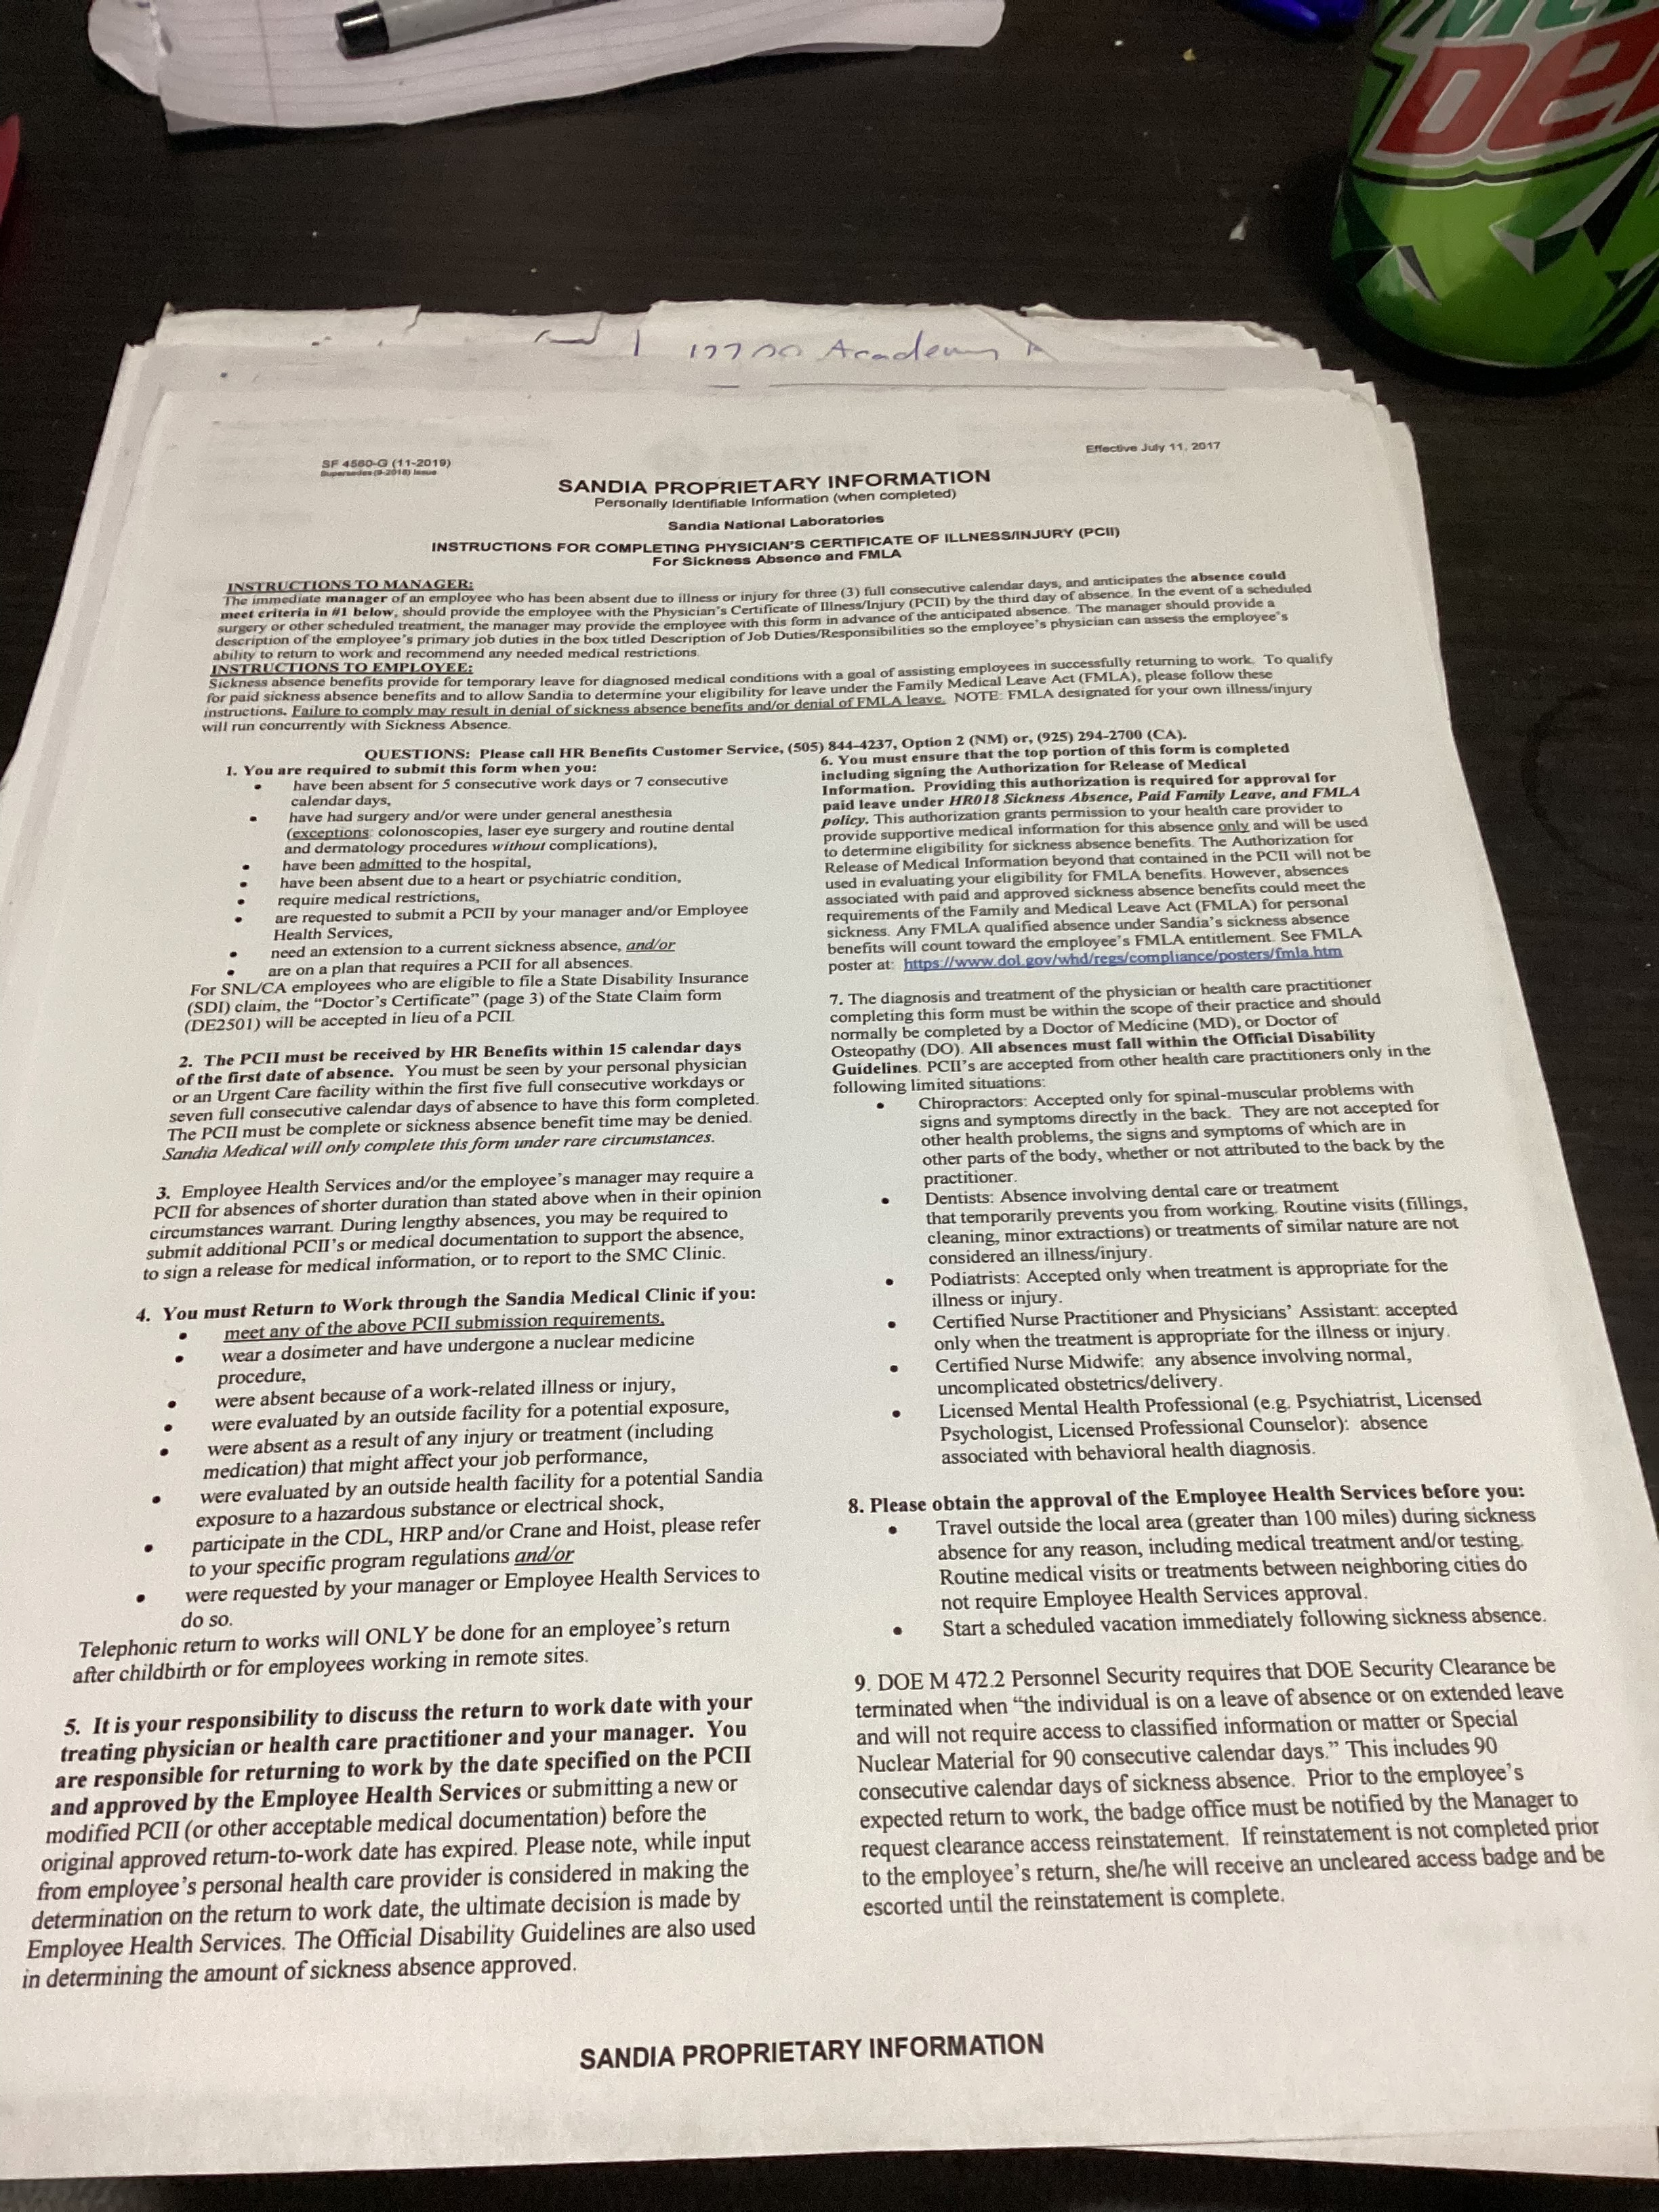 DEW
Academy
SF 4560-G (11-2019)
Supersedes (9-2016) Issue
Effective July 11, 2017
SANDIA PROPRIETARY INFORMATION
Personally Identifiable Information (when completed)
Sandia National Laboratories
INSTRUCTIONS FOR COMPLETING PHYSICIAN'S CERTIFICATE OF ILLNESS/INJURY (PCII)
For Sickness Absence and FMLA
INSTRUCTIONS TO MANAGER:
The immediate manager of an employee who has been absent due to illness or injury for three (3) full consecutive calendar days, and anticipates the absence could
meet criteria in #1 below, should provide the employee with the Physician's Certificate of Illness/Injury (PCII) by the third day of absence. In the event of a scheduled
surgery or other scheduled treatment, the manager may provide the employee with this form in advance of the anticipated absence. The manager should provide a
description of the employee's primary job duties in the box titled Description of Job Duties/Responsibilities so the employee's physician can assess the employee's
ability to return to work and recommend any needed medical restrictions.
INSTRUCTIONS TO EMPLOYEE:
Sickness absence benefits provide for temporary leave for diagnosed medical conditions with a goal of assisting employees in successfully returning to work. To qualify
for paid sickness absence benefits and to allow Sandia to determine your eligibility for leave under the Family Medical Leave Act (FMLA), please follow these
instructions. Failure to comply may result in denial of sickness absence benefits and/or denial of FMLA leave. NOTE: FMLA designated for your own illness/injury
will run concurrently with Sickness Absence.
QUESTIONS: Please call HR Benefits Customer Service, (505) 844-4237, Option 2 (NM) or, (925) 294-2700 (CA).
1. You are required to submit this form when you:
• have been absent for 5 consecutive work days or 7 consecutive
calendar days,
• have had surgery and/or were under general anesthesia
(exceptions: colonoscopies, laser eye surgery and routine dental
and dermatology procedures without complications),
• have been admitted to the hospital,
• have been absent due to a heart or psychiatric condition,
• require medical restrictions,
• are requested to submit a PCII by your manager and/or Employee
Health Services,
• need an extension to a current sickness absence, and/or
• are on a plan that requires a PCII for all absences.
For SNL/CA employees who are eligible to file a State Disability Insurance
(SDI) claim, the "Doctor's Certificate" (page 3) of the State Claim form
(DE2501) will be accepted in lieu of a PCII.
2. The PCII must be received by HR Benefits within 15 calendar days
of the first date of absence. You must be seen by your personal physician
or an Urgent Care facility within the first five full consecutive workdays or
seven full consecutive calendar days of absence to have this form completed.
The PCII must be complete or sickness absence benefit time may be denied.
Sandia Medical will only complete this form under rare circumstances.
3. Employee Health Services and/or the employee's manager may require a
PCII for absences of shorter duration than stated above when in their opinion
circumstances warrant. During lengthy absences, you may be required to
submit additional PCII's or medical documentation to support the absence,
to sign a release for medical information, or to report to the SMC Clinic.
4. You must Return to Work through the Sandia Medical Clinic if you:
• meet any of the above PCII submission requirements,
• wear a dosimeter and have undergone a nuclear medicine
procedure,
• were absent because of a work-related illness or injury,
• were evaluated by an outside facility for a potential exposure,
• were absent as a result of any injury or treatment (including
medication) that might affect your job performance,
• were evaluated by an outside health facility for a potential Sandia
exposure to a hazardous substance or electrical shock,
• participate in the CDL, HRP and/or Crane and Hoist, please refer
to your specific program regulations and/or
• were requested by your manager or Employee Health Services to
do so.
Telephonic return to works will ONLY be done for an employee's return
after childbirth or for employees working in remote sites.
5. It is your responsibility to discuss the return to work date with your
treating physician or health care practitioner and your manager. You
are responsible for returning to work by the date specified on the PCII
and approved by the Employee Health Services or submitting a new or
modified PCII (or other acceptable medical documentation) before the
original approved return-to-work date has expired. Please note, while input
from employee's personal health care provider is considered in making the
determination on the return to work date, the ultimate decision is made by
Employee Health Services. The Official Disability Guidelines are also used
in determining the amount of sickness absence approved.
6. You must ensure that the top portion of this form is completed
including signing the Authorization for Release of Medical
Information. Providing this authorization is required for approval for
paid leave under HR018 Sickness Absence, Paid Family Leave, and FMLA
policy. This authorization grants permission to your health care provider to
provide supportive medical information for this absence only and will be used
to determine eligibility for sickness absence benefits. The Authorization for
Release of Medical Information beyond that contained in the PCII will not be
used in evaluating your eligibility for FMLA benefits. However, absences
associated with paid and approved sickness absence benefits could meet the
requirements of the Family and Medical Leave Act (FMLA) for personal
sickness. Any FMLA qualified absence under Sandia's sickness absence
benefits will count toward the employee's FMLA entitlement. See FMLA
poster at: https://www.dol.gov/whd/regs/compliance/posters/fmla.htm
7. The diagnosis and treatment of the physician or health care practitioner
completing this form must be within the scope of their practice and should
normally be completed by a Doctor of Medicine (MD), or Doctor of
Osteopathy (DO). All absences must fall within the Official Disability
Guidelines. PCII's are accepted from other health care practitioners only in the
following limited situations:
• Chiropractors: Accepted only for spinal-muscular problems with
signs and symptoms directly in the back. They are not accepted for
other health problems, the signs and symptoms of which are in
other parts of the body, whether or not attributed to the back by the
practitioner.
• Dentists: Absence involving dental care or treatment
that temporarily prevents you from working. Routine visits (fillings,
cleaning, minor extractions) or treatments of similar nature are not
considered an illness/injury.
• Podiatrists: Accepted only when treatment is appropriate for the
illness or injury.
• Certified Nurse Practitioner and Physicians' Assistant: accepted
only when the treatment is appropriate for the illness or injury.
• Certified Nurse Midwife: any absence involving normal,
uncomplicated obstetrics/delivery.
• Licensed Mental Health Professional (e.g. Psychiatrist, Licensed
Psychologist, Licensed Professional Counselor): absence
associated with behavioral health diagnosis.
8. Please obtain the approval of the Employee Health Services before you:
• Travel outside the local area (greater than 100 miles) during sickness
absence for any reason, including medical treatment and/or testing.
Routine medical visits or treatments between neighboring cities do
not require Employee Health Services approval.
• Start a scheduled vacation immediately following sickness absence.
9. DOE M 472.2 Personnel Security requires that DOE Security Clearance be
terminated when "the individual is on a leave of absence or on extended leave
and will not require access to classified information or matter or Special
Nuclear Material for 90 consecutive calendar days." This includes 90
consecutive calendar days of sickness absence. Prior to the employee's
expected return to work, the badge office must be notified by the Manager to
request clearance access reinstatement. If reinstatement is not completed prior
to the employee's return, she/he will receive an uncleared access badge and be
escorted until the reinstatement is complete.
SANDIA PROPRIETARY INFORMATION